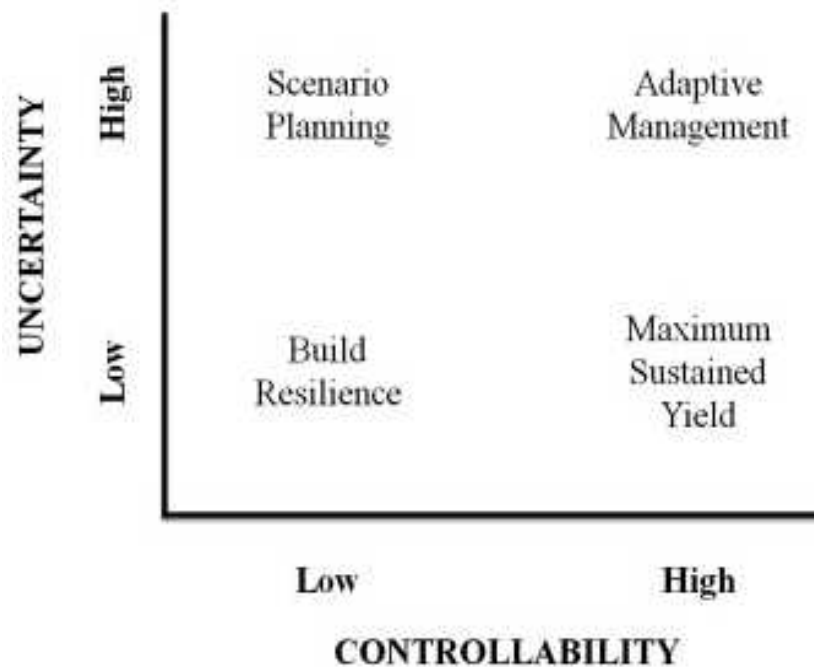 UNCERTAINTY
High
Scenario
Planning
Adaptive
Management
Low
Build
Resilience
Maximum
Sustained
Yield
Low
High
CONTROLLABILITY